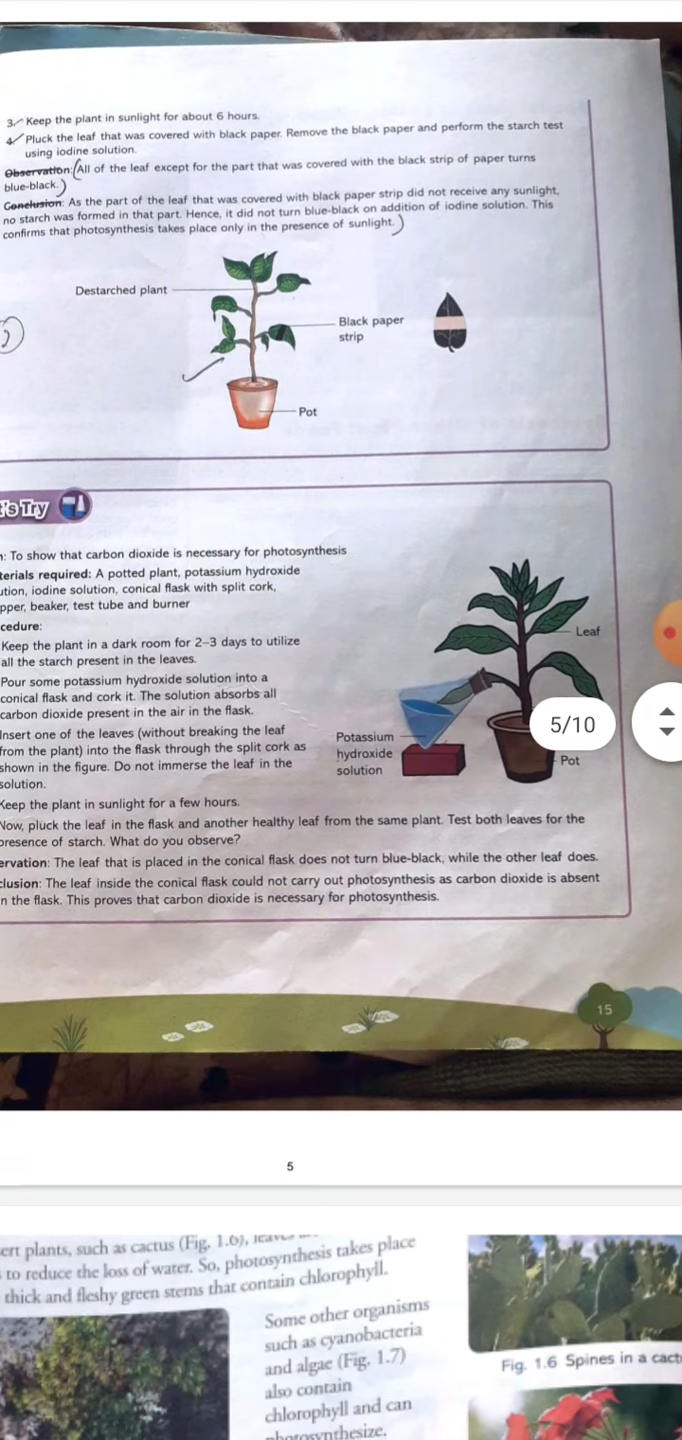 3. Keep the plant in sunlight for about 6 hours.
4. Pluck the leaf that was covered with black paper. Remove the black paper and perform the starch test
using iodine solution.
Observation: (All of the leaf except for the part that was covered with the black strip of paper turns
blue-black.)
Conclusion: As the part of the leaf that was covered with black paper strip did not receive any sunlight,
no starch was formed in that part. Hence, it did not turn blue-black on addition of iodine solution. This
confirms that photosynthesis takes place only in the presence of sunlight.)
Destarched plant
Black paper
strip
Pot
's Try
: To show that carbon dioxide is necessary for photosynthesis
terials required: A potted plant, potassium hydroxide
ution, iodine solution, conical flask with split cork,
pper, beaker, test tube and burner
cedure:
Keep the plant in a dark room for 2–3 days to utilize
all the starch present in the leaves.
Pour some potassium hydroxide solution into a
conical flask and cork it. The solution absorbs all
carbon dioxide present in the air in the flask.
Insert one of the leaves (without breaking the leaf
from the plant) into the flask through the split cork as
shown in the figure. Do not immerse the leaf in the
solution.
Leaf
5/10
Potassium
hydroxide
solution
Pot
Keep the plant in sunlight for a few hours.
Now, pluck the leaf in the flask and another healthy leaf from the same plant. Test both leaves for the
presence of starch. What do you observe?
ervation: The leaf that is placed in the conical flask does not turn blue-black, while the other leaf does.
clusion: The leaf inside the conical flask could not carry out photosynthesis as carbon dioxide is absent
n the flask. This proves that carbon dioxide is necessary for photosynthesis.
15
5
ert plants, such as cactus (Fig. 1.6),
to reduce the loss of water. So, photosynthesis takes place
thick and fleshy green stems that contain chlorophyll.
Some other organisms
such as cyanobacteria
and algae (Fig. 1.7)
also contain
chlorophyll and can
photosynthesize.
Fig. 1.6 Spines in a cact